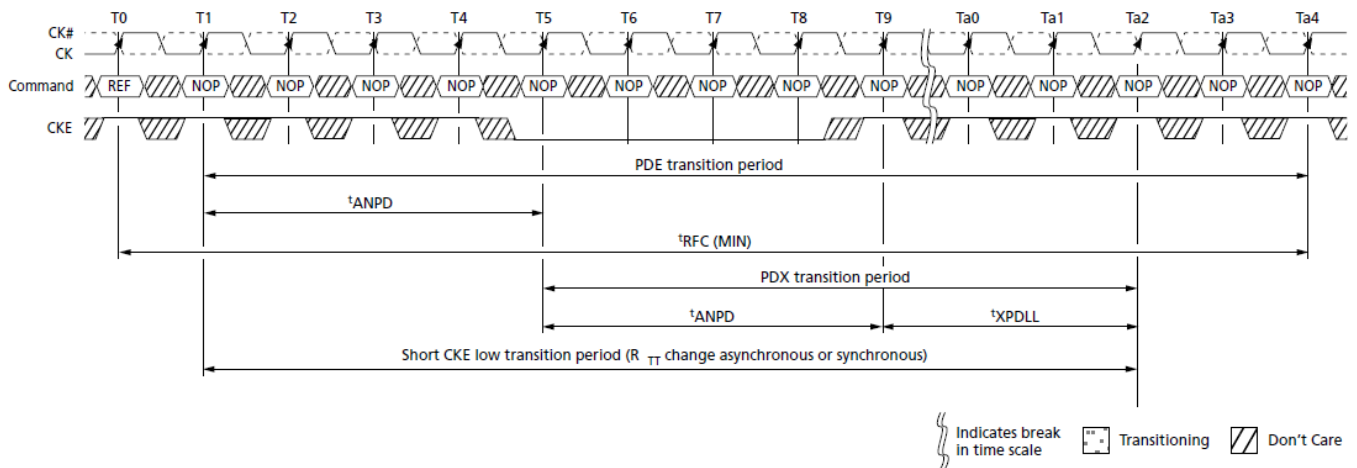 T0 T1 T2 T3 T4 T5 T6 T7 T8 T9 Ta0 Ta1 Ta2 Ta3 Ta4
CK#
CK
Command REF NOP NOP NOP NOP NOP NOP NOP NOP NOP NOP NOP NOP NOP NOP
CKE
PDE transition period
tANPD
tRFC (MIN)
PDX transition period
tANPD tXPDLL
Short CKE low transition period (R TT change asynchronous or synchronous)
Indicates break
in time scale
Transitioning
Don't Care